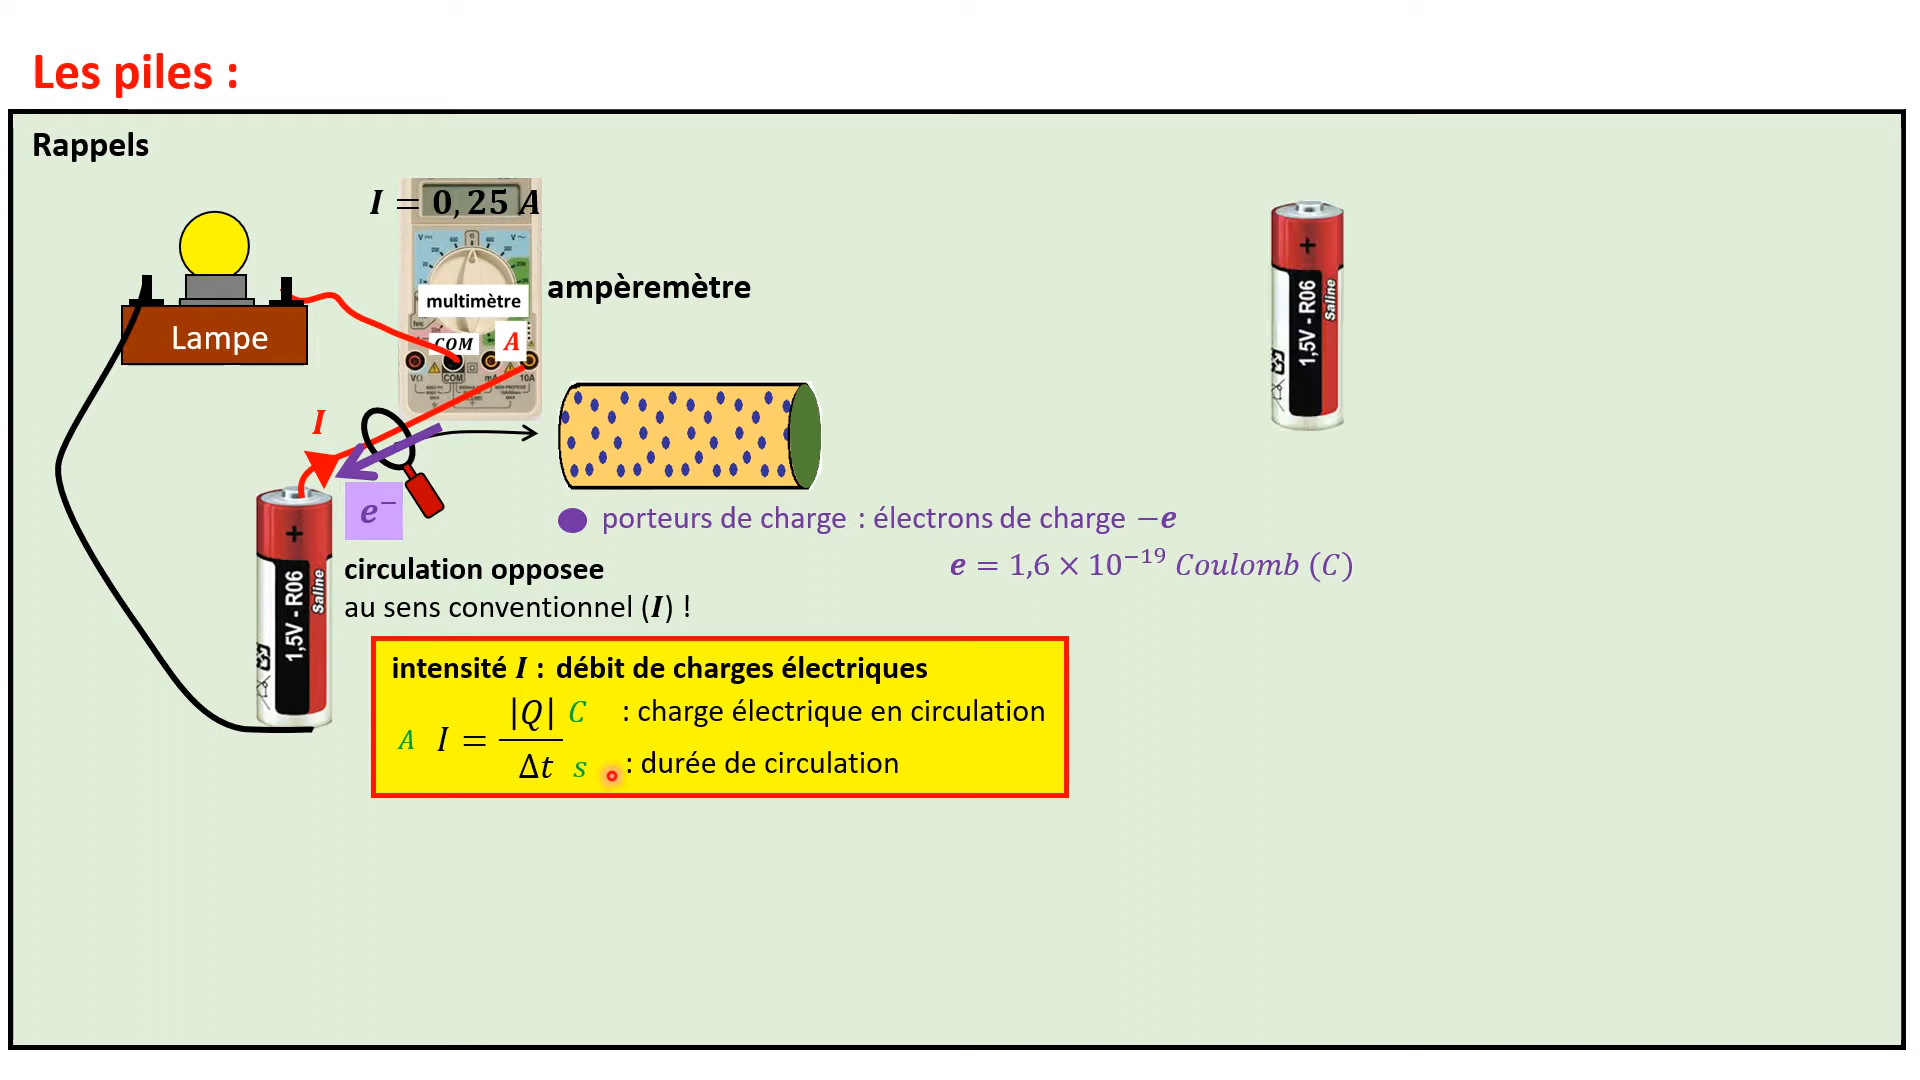 Les piles :
Rappels
I = 0,25 A
multimètre
ampèremètre
COM A
Lampe
COM 10A
I
e⁻
porteurs de charge : électrons de charge −e
e = 1,6 × 10⁻¹⁹ Coulomb (C)
circulation opposee
au sens conventionnel (I) !
+
1,5V - R06
Saline
+
1,5V - R06
Saline
intensité I : débit de charges électriques
A I = |Q| / Δt
C : charge électrique en circulation
s : durée de circulation